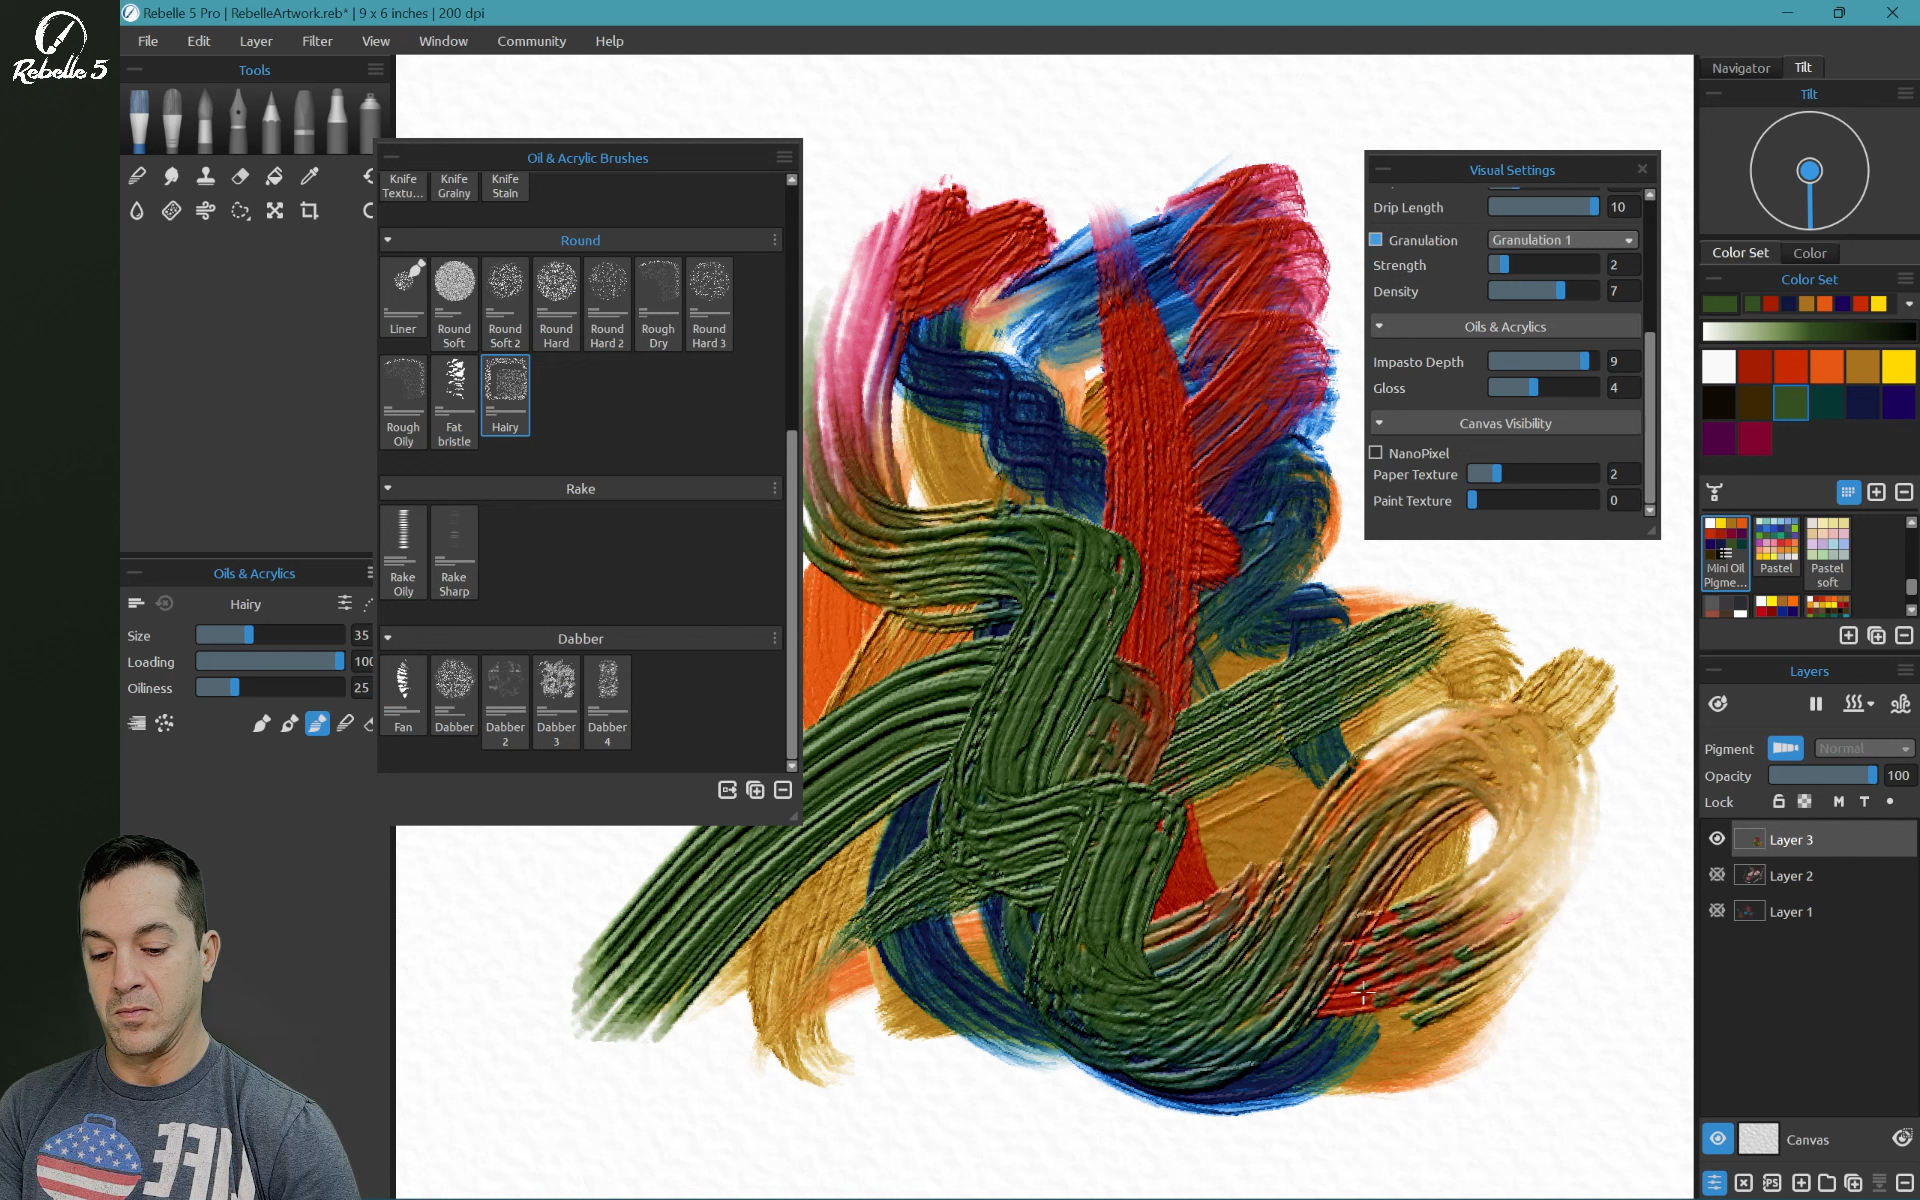 Rebelle 5 Pro | RebelleArtwork.reb* | 9 x 6 inches | 200 dpi
Rebelle 5
File Edit Layer Filter View Window Community Help
Tools
Oil & Acrylic Brushes
Knife Textu... Knife Grainy Knife Stain
Round
Liner Round Soft Round Soft 2 Round Hard Round Hard 2 Rough Dry Round Hard 3
Rough Oily Fat bristle Hairy
Rake
Rake Oily Rake Sharp
Dabber
Fan Dabber Dabber 2 Dabber 3 Dabber 4
Oils & Acrylics
Hairy
Size 35
Loading 100
Oiliness 25
LIFE
Visual Settings
Drip Length 10
Granulation Granulation 1
Strength 2
Density 7
Oils & Acrylics
Impasto Depth 9
Gloss 4
Canvas Visibility
NanoPixel
Paper Texture 2
Paint Texture 0
Navigator Tilt
Tilt
Color Set Color
Color Set
Mini Oil Pigme... Pastel Pastel soft
Layers
Pigment Normal
Opacity 100
Lock M T
Layer 3
Layer 2
Layer 1
Canvas
PS